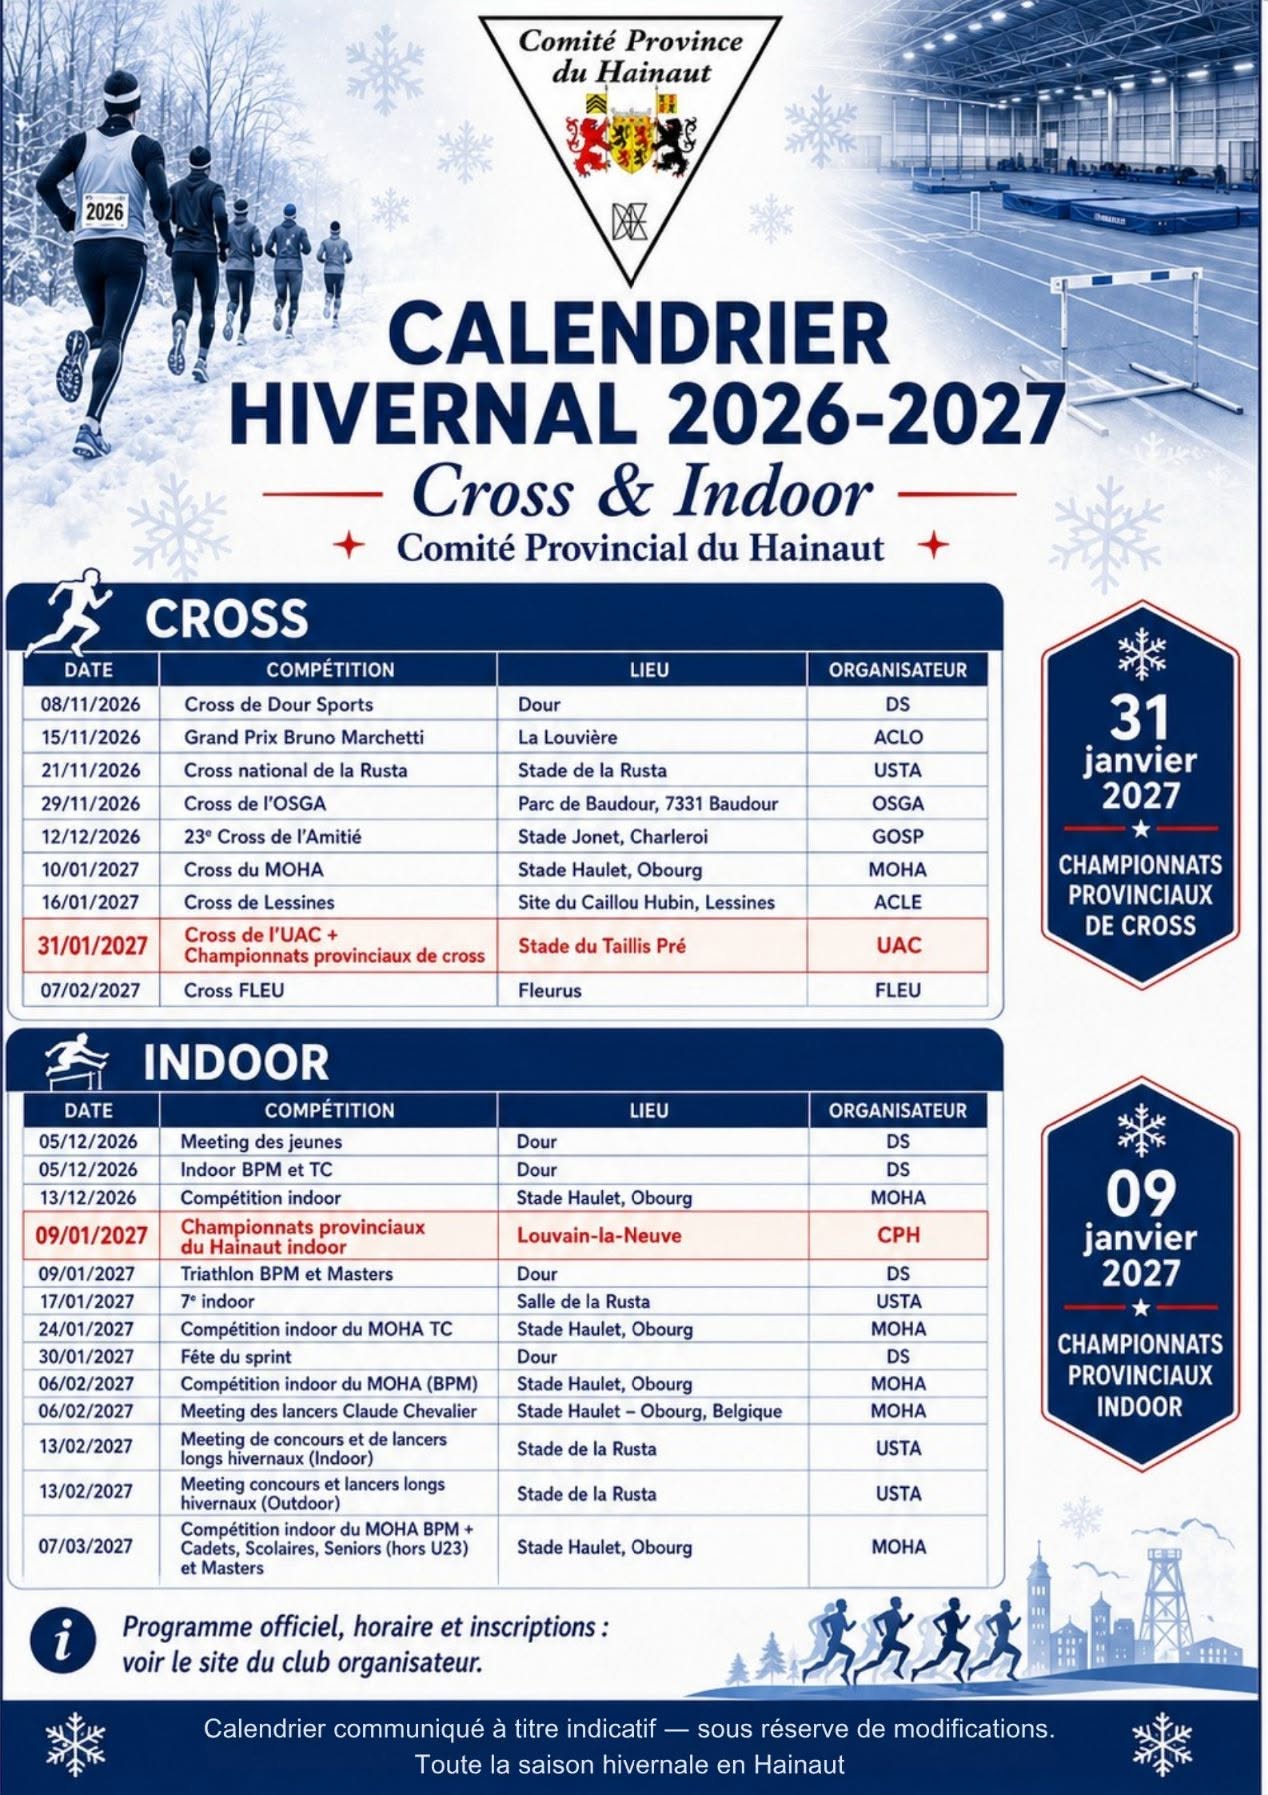 Comité Province
du Hainaut
2026
CALENDRIER
HIVERNAL 2026-2027
Cross & Indoor
Comité Provincial du Hainaut
CROSS
DATE COMPÉTITION LIEU ORGANISATEUR
08/11/2026 Cross de Dour Sports Dour DS
15/11/2026 Grand Prix Bruno Marchetti La Louvière ACLO
21/11/2026 Cross national de la Rusta Stade de la Rusta USTA
29/11/2026 Cross de l'OSGA Parc de Baudour, 7331 Baudour OSGA
12/12/2026 23e Cross de l'Amitié Stade Jonet, Charleroi GOSP
10/01/2027 Cross du MOHA Stade Haulet, Obourg MOHA
16/01/2027 Cross de Lessines Site du Caillou Hubin, Lessines ACLE
31/01/2027 Cross de l'UAC +
Championnats provinciaux de cross Stade du Taillis Pré UAC
07/02/2027 Cross FLEU Fleurus FLEU
31
janvier
2027
CHAMPIONNATS
PROVINCIAUX
DE CROSS
INDOOR
DATE COMPÉTITION LIEU ORGANISATEUR
05/12/2026 Meeting des jeunes Dour DS
05/12/2026 Indoor BPM et TC Dour DS
13/12/2026 Compétition indoor Stade Haulet, Obourg MOHA
09/01/2027 Championnats provinciaux
du Hainaut indoor Louvain-la-Neuve CPH
09/01/2027 Triathlon BPM et Masters Dour DS
17/01/2027 7e indoor Salle de la Rusta USTA
24/01/2027 Compétition indoor du MOHA TC Stade Haulet, Obourg MOHA
30/01/2027 Fête du sprint Dour DS
06/02/2027 Compétition indoor du MOHA (BPM) Stade Haulet, Obourg MOHA
06/02/2027 Meeting des lancers Claude Chevalier Stade Haulet – Obourg, Belgique MOHA
13/02/2027 Meeting de concours et de lancers
longs hivernaux (Indoor) Stade de la Rusta USTA
13/02/2027 Meeting concours et lancers longs
hivernaux (Outdoor) Stade de la Rusta USTA
07/03/2027 Compétition indoor du MOHA BPM +
Cadets, Scolaires, Seniors (hors U23)
et Masters Stade Haulet, Obourg MOHA
09
janvier
2027
CHAMPIONNATS
PROVINCIAUX
INDOOR
i
Programme officiel, horaire et inscriptions :
voir le site du club organisateur.
Calendrier communiqué à titre indicatif — sous réserve de modifications.
Toute la saison hivernale en Hainaut